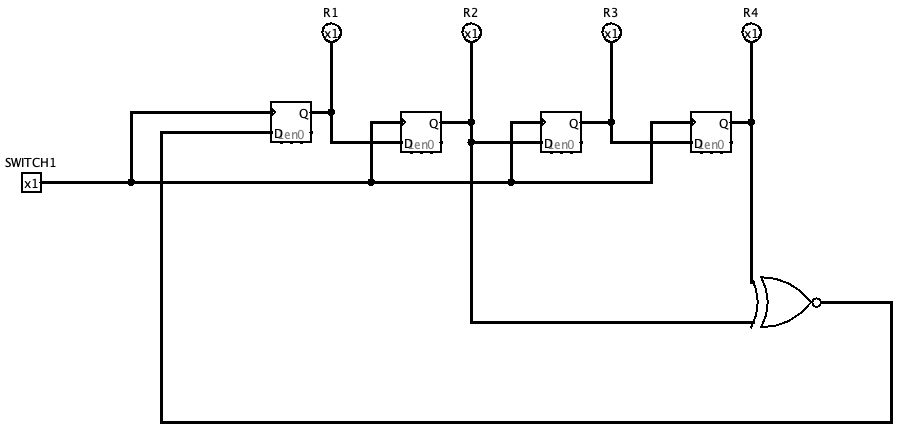 R1 R2 R3 R4
x1 x1 x1 x1
Q
D en0
Q
D en0
Q
D en0
Q
D en0
SWITCH1
x1